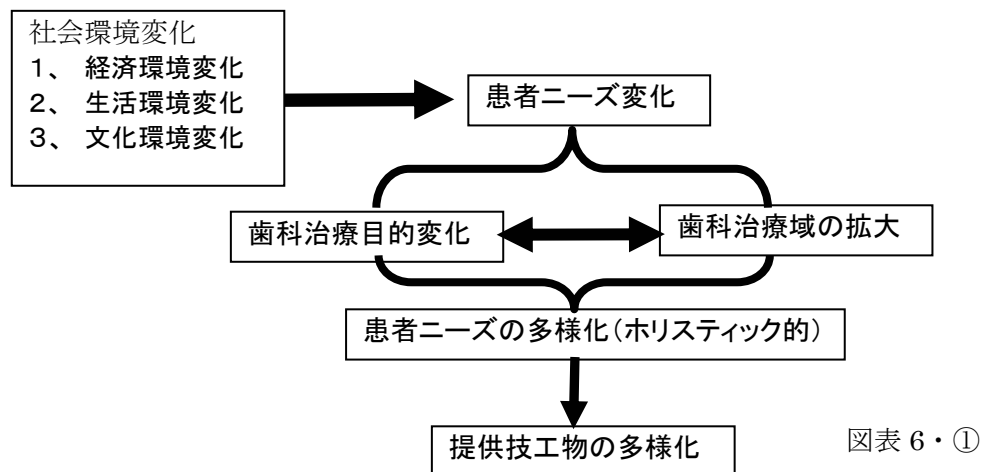 社会環境変化
1、 経済環境変化
2、 生活環境変化
3、 文化環境変化
患者ニーズ変化
歯科治療目的変化
歯科治療域の拡大
患者ニーズの多様化(ホリスティック的)
提供技工物の多様化
図表 6・①